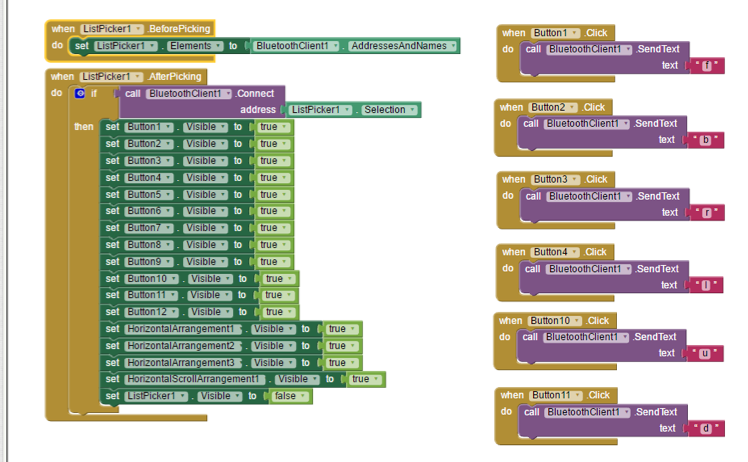 when ListPicker1 .BeforePicking
do set ListPicker1 . Elements to BluetoothClient1 . AddressesAndNames
when ListPicker1 .AfterPicking
do if call BluetoothClient1 .Connect
address ListPicker1 . Selection
then set Button1 . Visible to true
set Button2 . Visible to true
set Button3 . Visible to true
set Button4 . Visible to true
set Button5 . Visible to true
set Button6 . Visible to true
set Button7 . Visible to true
set Button8 . Visible to true
set Button9 . Visible to true
set Button10 . Visible to true
set Button11 . Visible to true
set Button12 . Visible to true
set HorizontalArrangement1 . Visible to true
set HorizontalArrangement2 . Visible to true
set HorizontalArrangement3 . Visible to true
set HorizontalScrollArrangement1 . Visible to true
set ListPicker1 . Visible to false
when Button1 .Click
do call BluetoothClient1 .SendText
text "f"
when Button2 .Click
do call BluetoothClient1 .SendText
text "b"
when Button3 .Click
do call BluetoothClient1 .SendText
text "r"
when Button4 .Click
do call BluetoothClient1 .SendText
text "l"
when Button10 .Click
do call BluetoothClient1 .SendText
text "u"
when Button11 .Click
do call BluetoothClient1 .SendText
text "d"